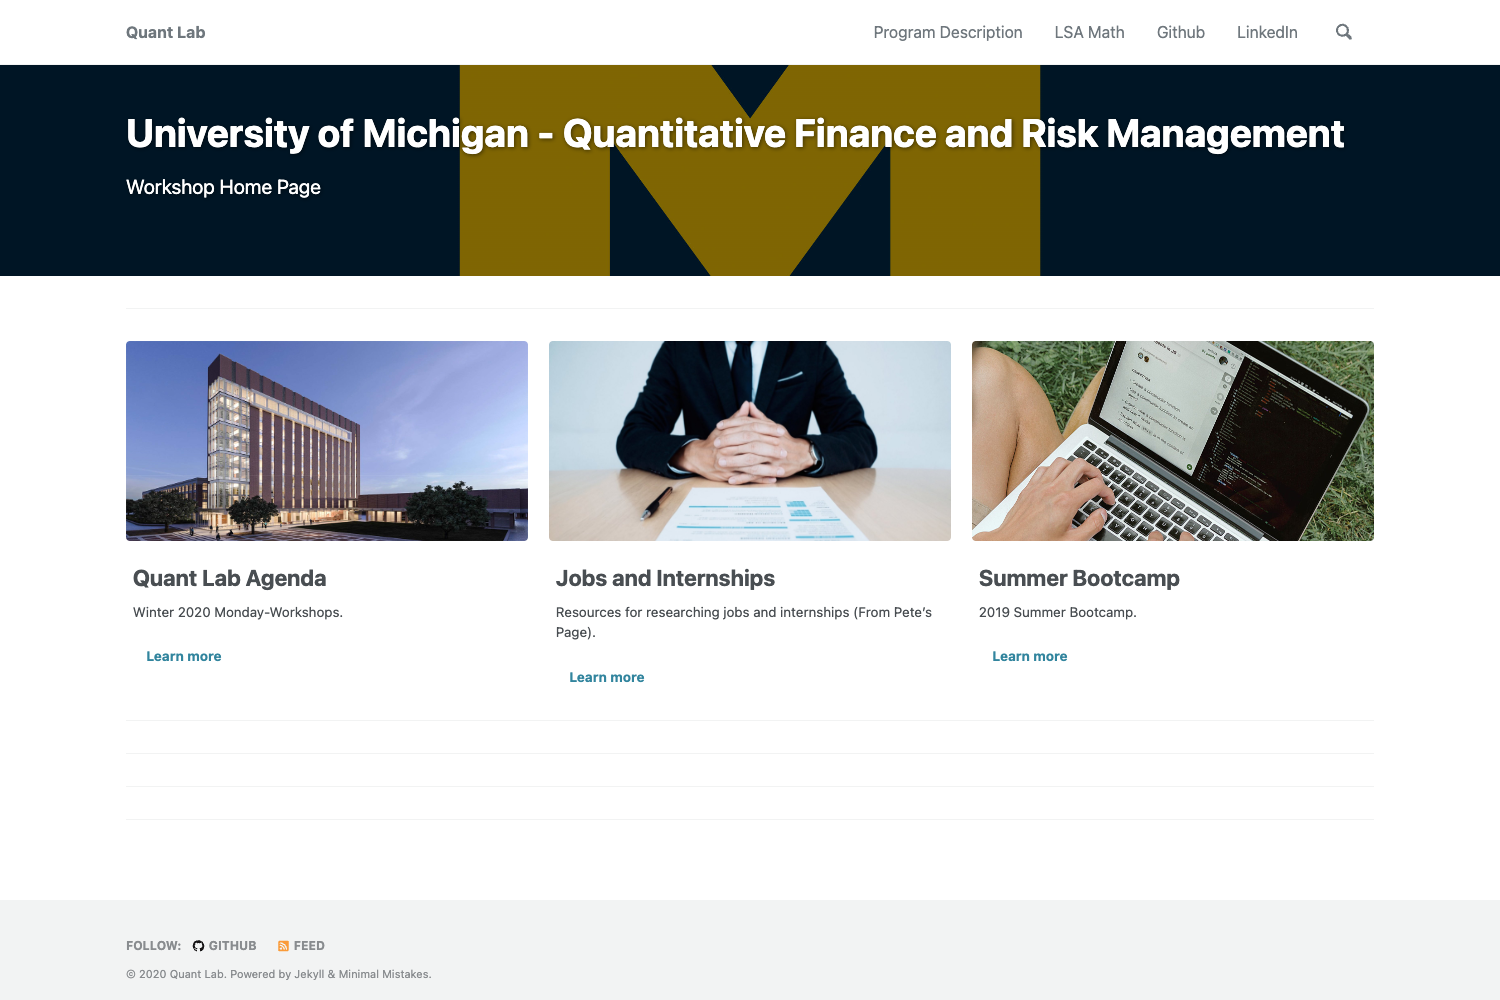 Quant Lab
Program Description
LSA Math
Github
LinkedIn
University of Michigan - Quantitative Finance and Risk Management
Workshop Home Page
Quant Lab Agenda
Winter 2020 Monday-Workshops.
Learn more
Jobs and Internships
Resources for researching jobs and internships (From Pete's
Page).
Learn more
Summer Bootcamp
2019 Summer Bootcamp.
Learn more
FOLLOW: GITHUB FEED
© 2020 Quant Lab. Powered by Jekyll & Minimal Mistakes.